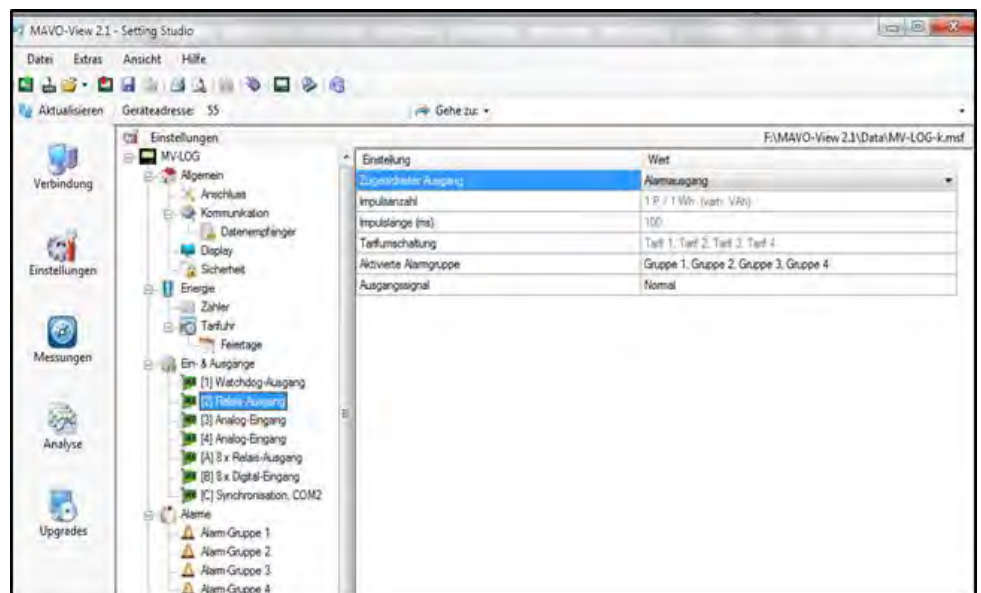 MAVO-View 2.1 - Setting Studio
Datei Extras Ansicht Hilfe
Aktualisieren Geräteadresse: 55 Gehe zu:
Einstellungen F:\MAVO-View 2.1\Data\MV-LOG-k.msf
Verbindung
Einstellungen
Messungen
Analyse
Upgrades
MV-LOG
Allgemein
Anschluss
Kommunikation
Datenempfänger
Display
Sicherheit
Energie
Zähler
Tarifuhr
Feiertage
Ein- & Ausgänge
[1] Watchdog-Ausgang
[2] Relais-Ausgang
[3] Analog-Eingang
[4] Analog-Eingang
[A] 8 x Relais-Ausgang
[B] 8 x Digital-Eingang
[C] Synchronisation, COM2
Alarme
Alarm-Gruppe 1
Alarm-Gruppe 2
Alarm-Gruppe 3
Alarm-Gruppe 4
Einstellung Wert
Zugeordneter Ausgang Alarmausgang
Impulsanzahl 1 P / 1 Wh (varh, VAh)
Impulslänge (ms) 100
Tarifumschaltung Tarif 1, Tarif 2, Tarif 3, Tarif 4
Aktivierte Alarmgruppe Gruppe 1, Gruppe 2, Gruppe 3, Gruppe 4
Ausgangssignal Normal